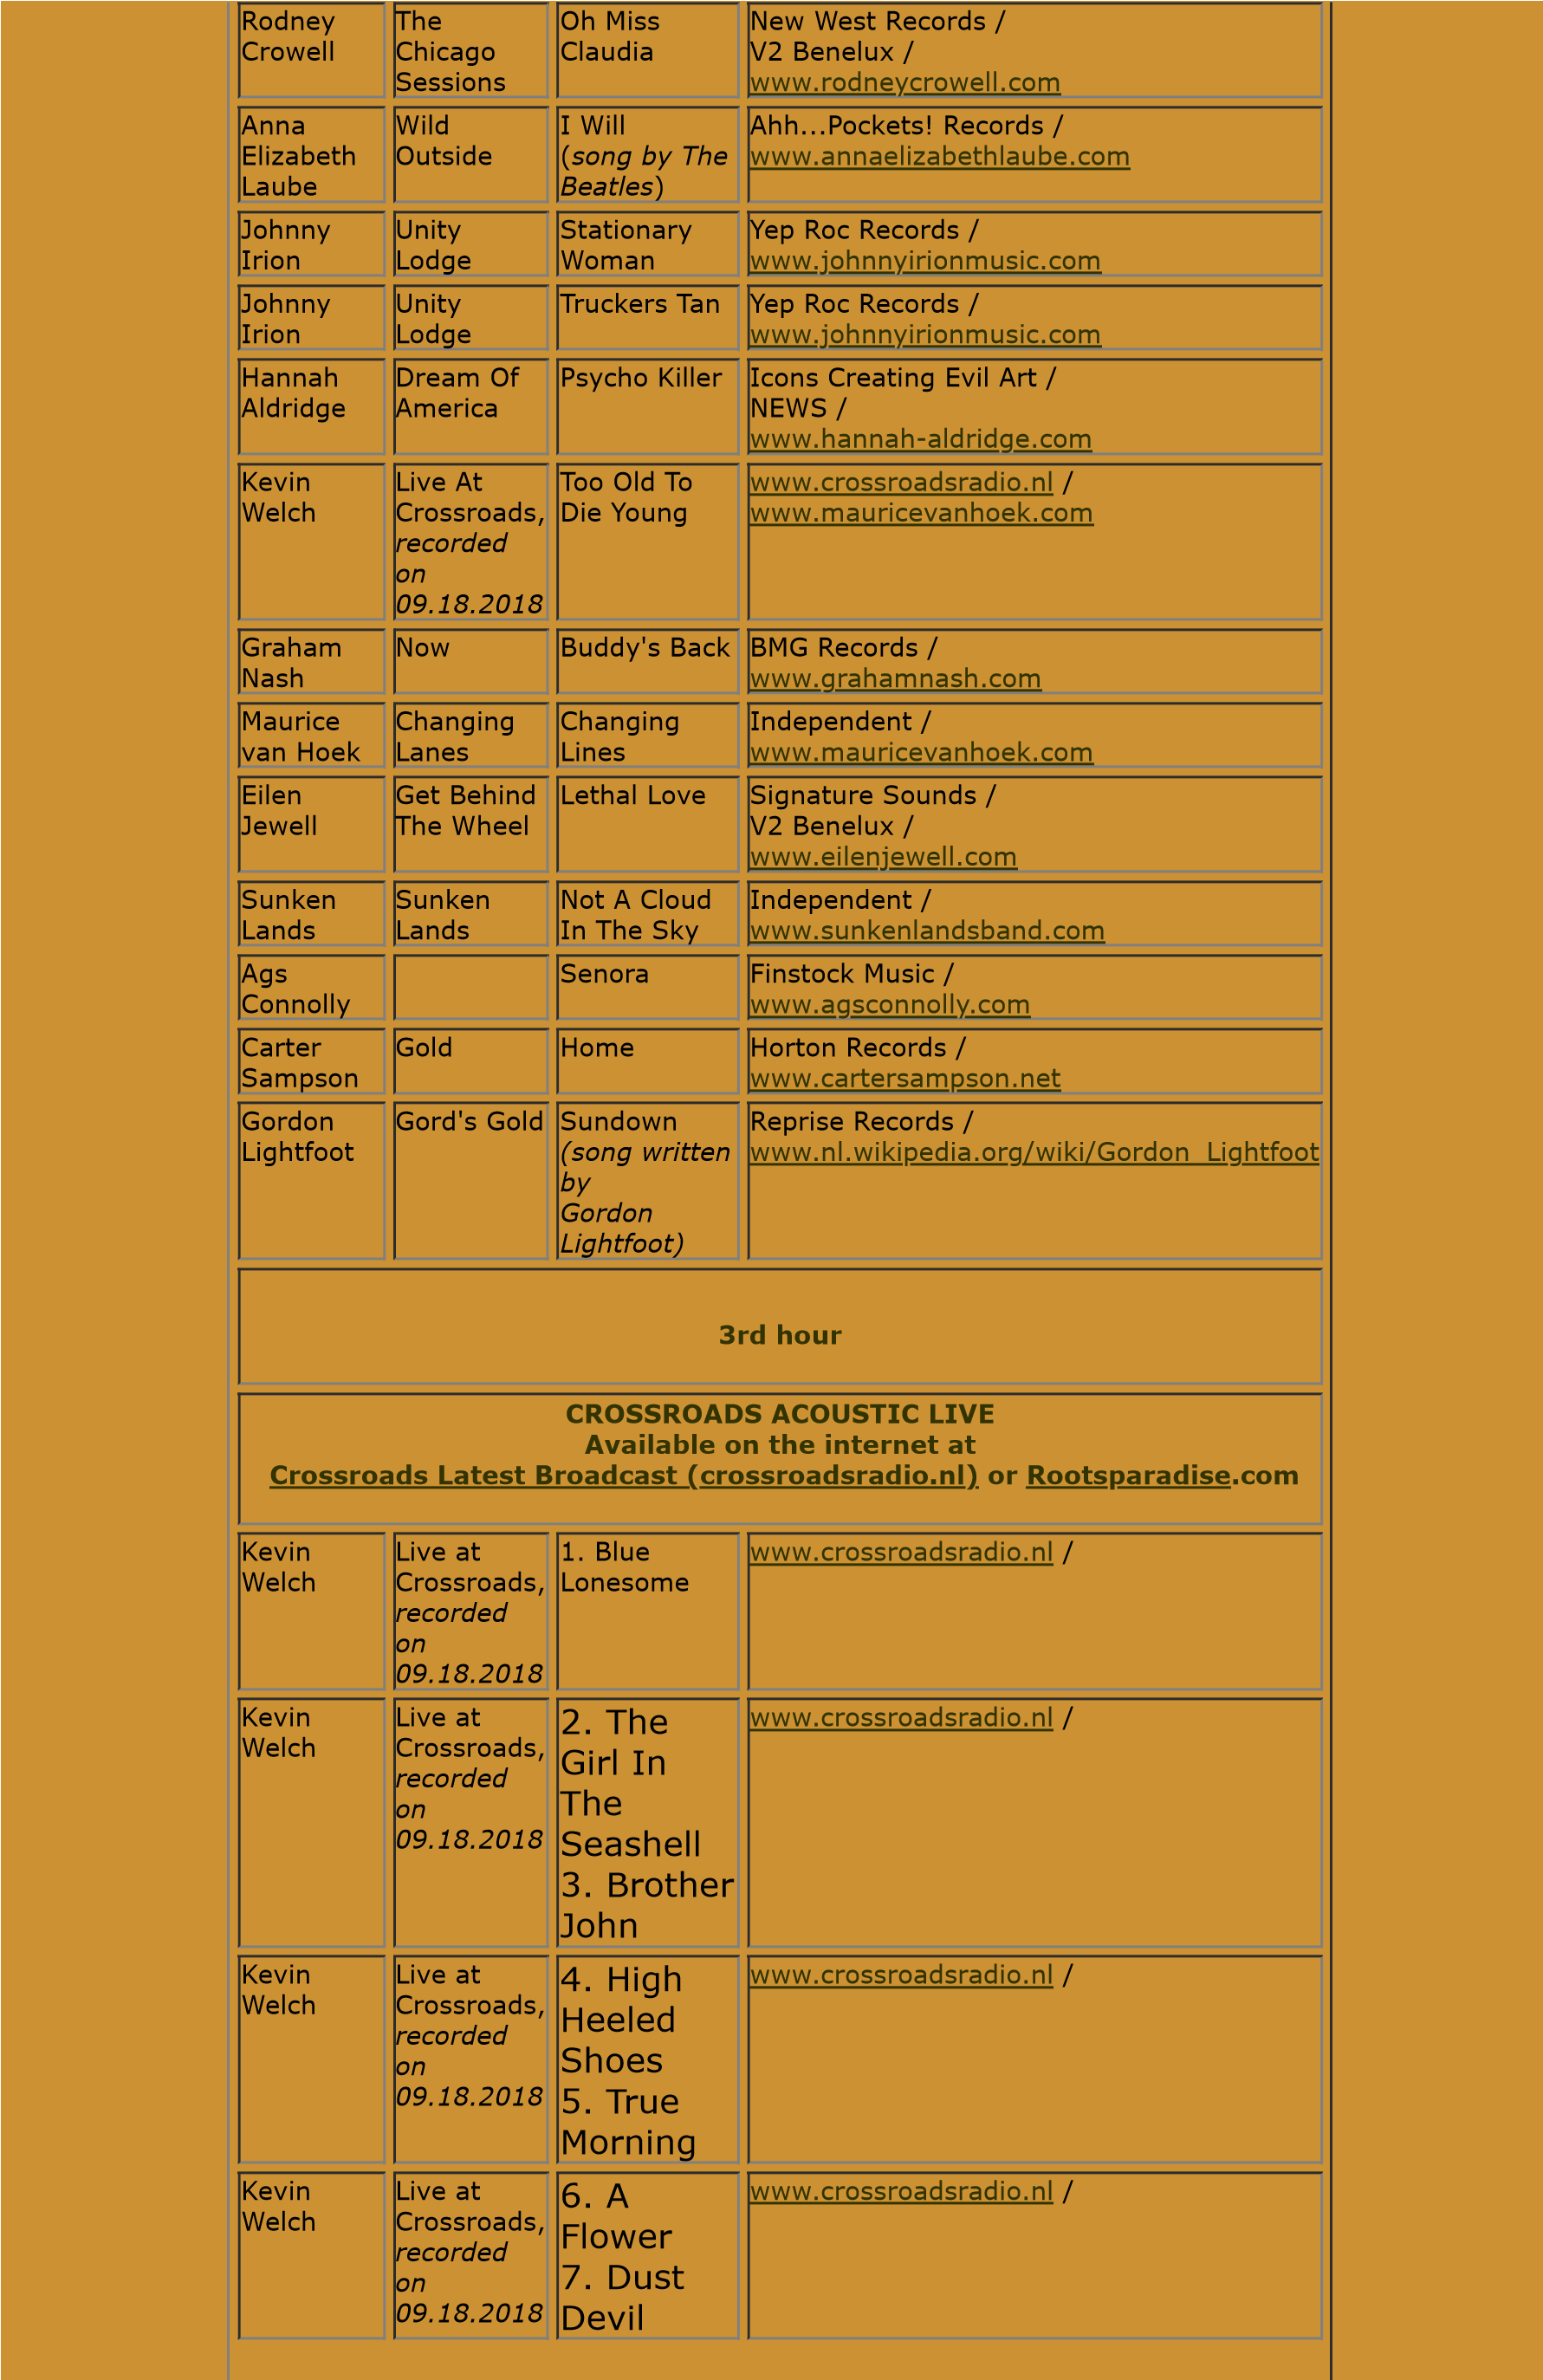 Rodney
Crowell
The
Chicago
Sessions
Oh Miss
Claudia
New West Records /
V2 Benelux /
www.rodneycrowell.com
Anna
Elizabeth
Laube
Wild
Outside
I Will
(song by The
Beatles)
Ahh...Pockets! Records /
www.annaelizabethlaube.com
Johnny
Irion
Unity
Lodge
Stationary
Woman
Yep Roc Records /
www.johnnyirionmusic.com
Johnny
Irion
Unity
Lodge
Truckers Tan
Yep Roc Records /
www.johnnyirionmusic.com
Hannah
Aldridge
Dream Of
America
Psycho Killer
Icons Creating Evil Art /
NEWS /
www.hannah-aldridge.com
Kevin
Welch
Live At
Crossroads,
recorded
on
09.18.2018
Too Old To
Die Young
www.crossroadsradio.nl /
www.mauricevanhoek.com
Graham
Nash
Now
Buddy's Back
BMG Records /
www.grahamnash.com
Maurice
van Hoek
Changing
Lanes
Changing
Lines
Independent /
www.mauricevanhoek.com
Eilen
Jewell
Get Behind
The Wheel
Lethal Love
Signature Sounds /
V2 Benelux /
www.eilenjewell.com
Sunken
Lands
Sunken
Lands
Not A Cloud
In The Sky
Independent /
www.sunkenlandsband.com
Ags
Connolly
Senora
Finstock Music /
www.agsconnolly.com
Carter
Sampson
Gold
Home
Horton Records /
www.cartersampson.net
Gordon
Lightfoot
Gord's Gold
Sundown
(song written
by
Gordon
Lightfoot)
Reprise Records /
www.nl.wikipedia.org/wiki/Gordon_Lightfoot
3rd hour
CROSSROADS ACOUSTIC LIVE
Available on the internet at
Crossroads Latest Broadcast (crossroadsradio.nl) or Rootsparadise.com
Kevin
Welch
Live at
Crossroads,
recorded
on
09.18.2018
1. Blue
Lonesome
www.crossroadsradio.nl /
Kevin
Welch
Live at
Crossroads,
recorded
on
09.18.2018
2. The
Girl In
The
Seashell
3. Brother
John
www.crossroadsradio.nl /
Kevin
Welch
Live at
Crossroads,
recorded
on
09.18.2018
4. High
Heeled
Shoes
5. True
Morning
www.crossroadsradio.nl /
Kevin
Welch
Live at
Crossroads,
recorded
on
09.18.2018
6. A
Flower
7. Dust
Devil
www.crossroadsradio.nl /